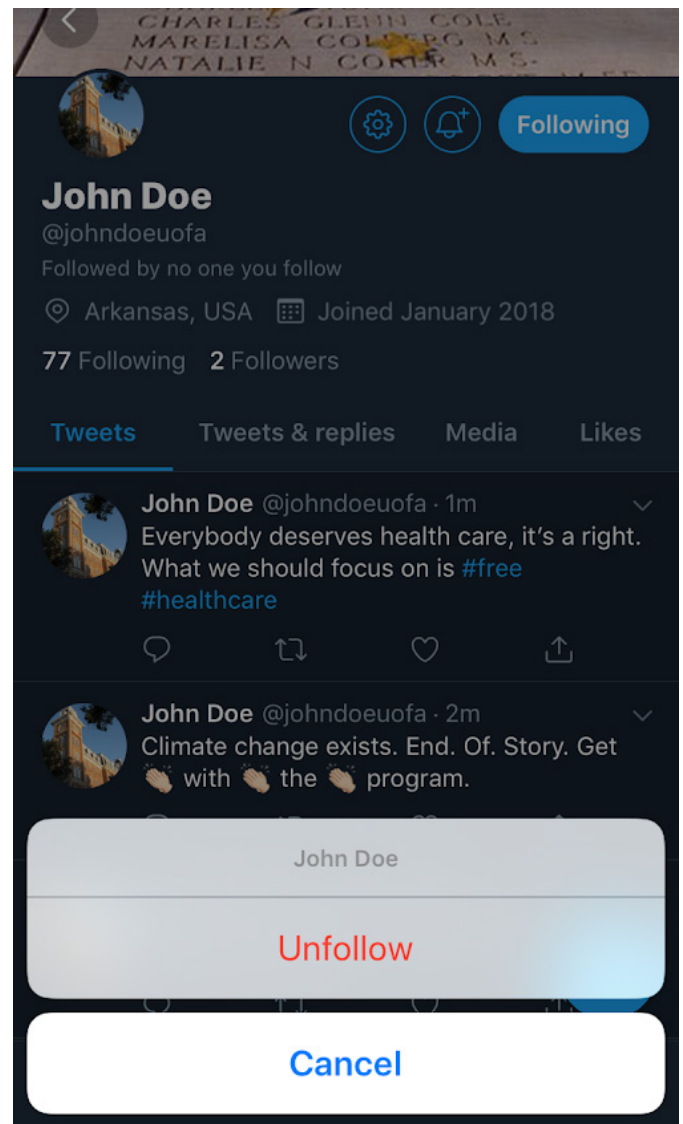 CHARLES GLENN COLE
MARELISA COLBERG M S
NATALIE N COKER M S
Following
John Doe
@johndoeuofa
Followed by no one you follow
Arkansas, USA Joined January 2018
77 Following 2 Followers
Tweets Tweets & replies Media Likes
John Doe @johndoeuofa · 1m
Everybody deserves health care, it's a right.
What we should focus on is #free
#healthcare
John Doe @johndoeuofa · 2m
Climate change exists. End. Of. Story. Get
👏🏻 with 👏🏻 the 👏🏻 program.
John Doe
Unfollow
Cancel